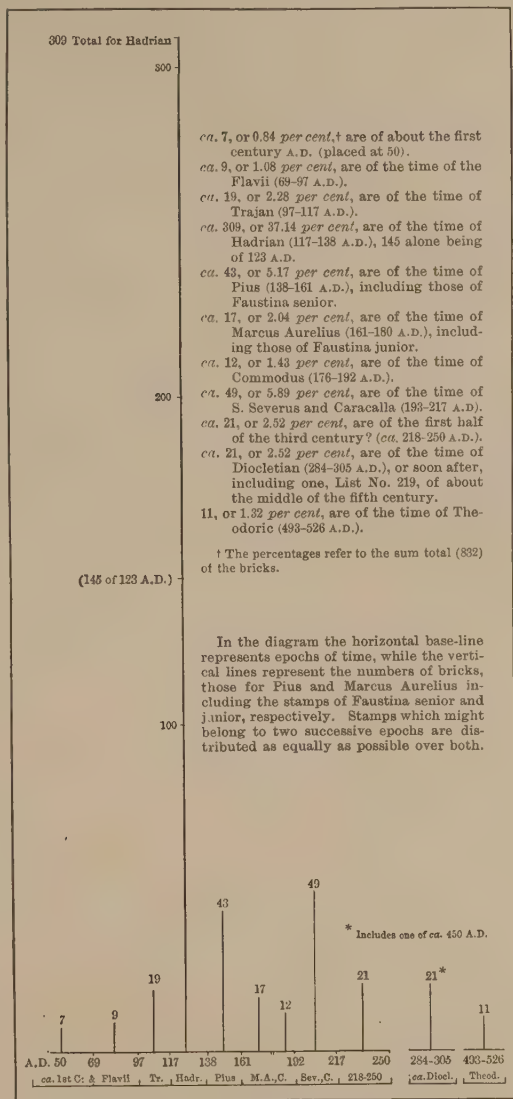 309 Total for Hadrian
300
ca. 7, or 0.84 per cent,† are of about the first
century A.D. (placed at 50).
ca. 9, or 1.08 per cent, are of the time of the
Flavii (69–97 A.D.).
ca. 19, or 2.28 per cent, are of the time of
Trajan (97–117 A.D.).
ca. 309, or 37.14 per cent, are of the time of
Hadrian (117–138 A.D.), 145 alone being
of 123 A.D.
ca. 43, or 5.17 per cent, are of the time of
Pius (138–161 A.D.), including those of
Faustina senior.
ca. 17, or 2.04 per cent, are of the time of
Marcus Aurelius (161–180 A.D.), includ-
ing those of Faustina junior.
ca. 12, or 1.43 per cent, are of the time of
Commodus (176–192 A.D.).
200
ca. 49, or 5.89 per cent, are of the time of
S. Severus and Caracalla (193–217 A.D).
ca. 21, or 2.52 per cent, are of the first half
of the third century? (ca. 218-250 A.D.).
ca. 21, or 2.52 per cent, are of the time of
Diocletian (284–305 A.D.), or soon after,
including one, List No. 219, of about
the middle of the fifth century.
11, or 1.32 per cent, are of the time of The-
odoric (493–526 A.D.).
† The percentages refer to the sum total (832)
of the bricks.
(145 of 123 A.D.)
In the diagram the horizontal base-line
represents epochs of time, while the verti-
cal lines represent the numbers of bricks,
those for Pius and Marcus Aurelius in-
cluding the stamps of Faustina senior and
junior, respectively. Stamps which might
belong to two successive epochs are dis-
tributed as equally as possible over both.
100
49
43
* Includes one of ca. 450 A.D.
19
17
21
21*
12
11
9
7
A.D. 50 69 97 117 138 161 192 217 250 284-305 493-526
ca. 1st C: & Flavii Tr. Hadr. Pius M.A.,C. Sev.,C. 218-250 ca. Diocl. Theod.